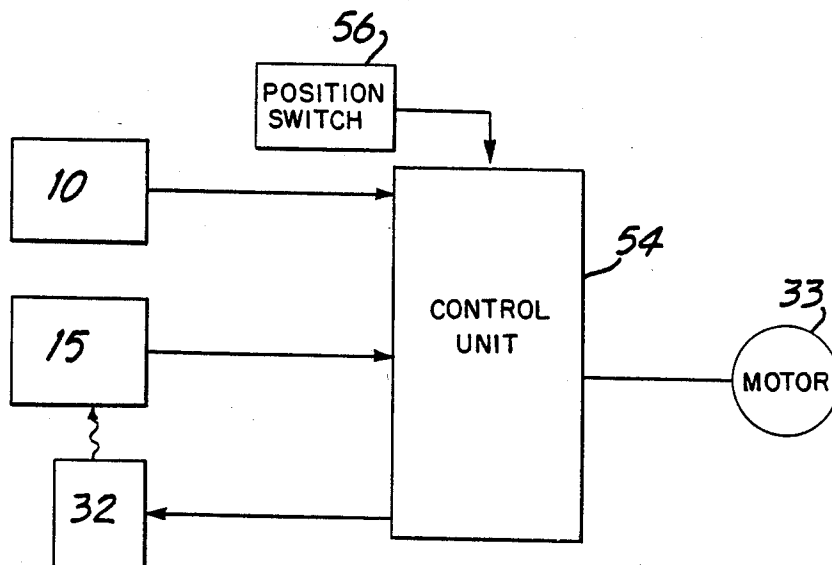 56
POSITION
SWITCH
10
54
CONTROL
UNIT
15
33
MOTOR
32